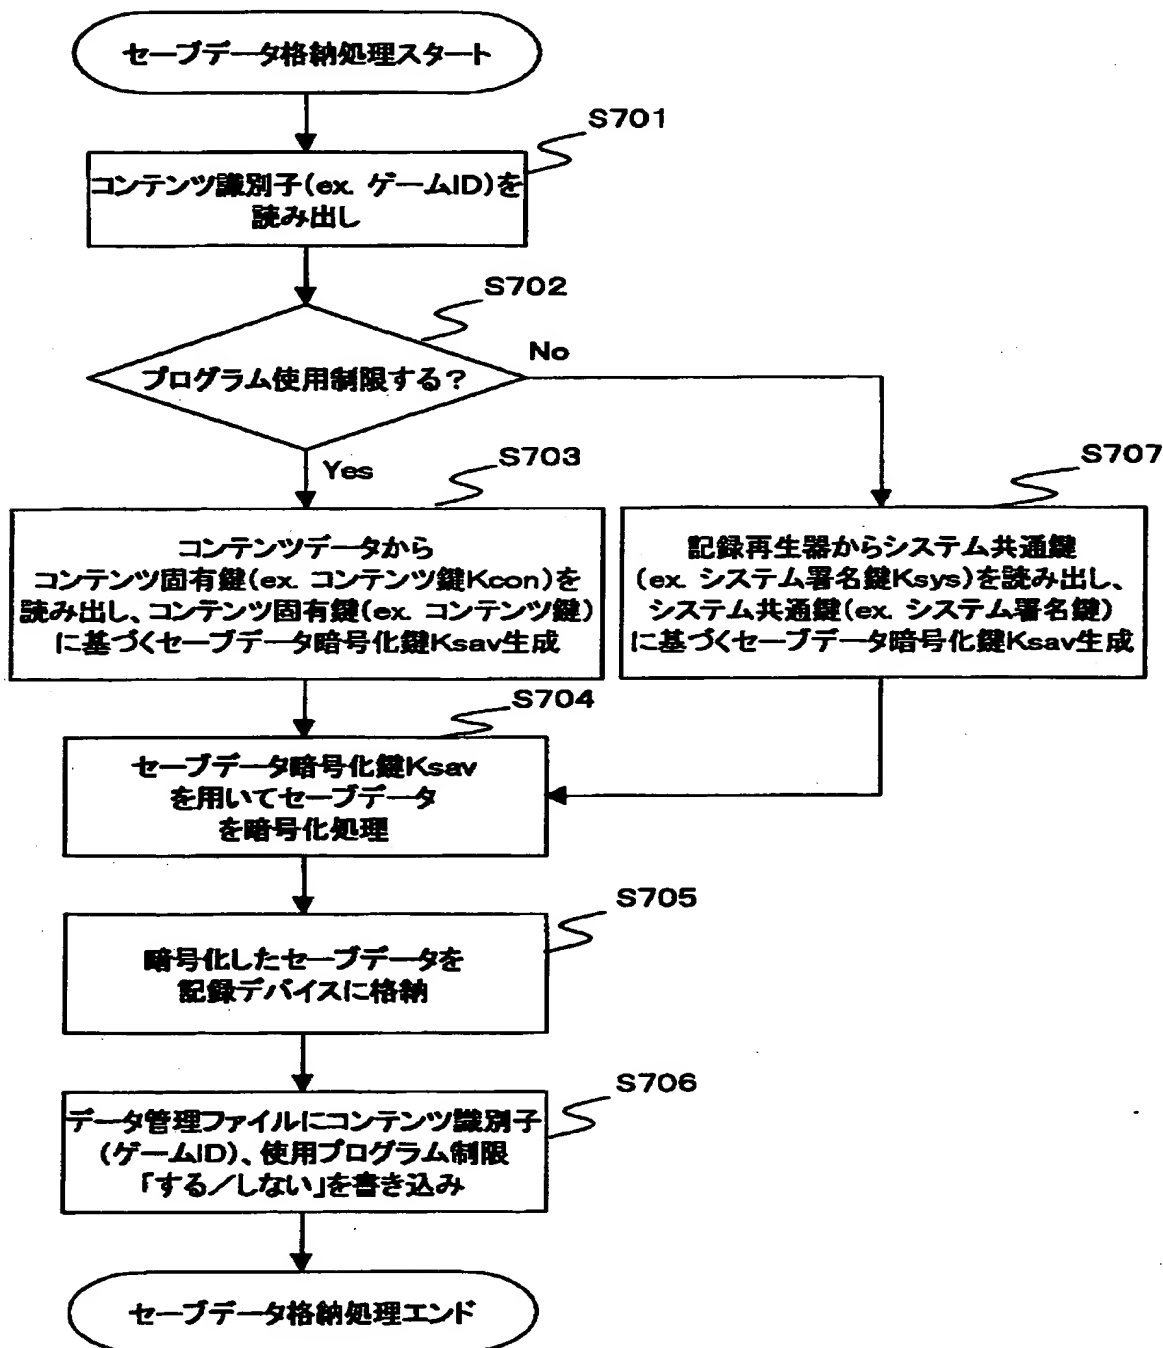 セーブデータ格納処理スタート
S701
コンテンツ識別子(ex. ゲームID)を
読み出し
S702
プログラム使用制限する?
No
Yes
S703
コンテンツデータから
コンテンツ固有鍵(ex. コンテンツ鍵Kcon)を
読み出し、コンテンツ固有鍵(ex. コンテンツ鍵)
に基づくセーブデータ暗号化鍵Ksav生成
S707
記録再生器からシステム共通鍵
(ex. システム署名鍵Ksys)を読み出し、
システム共通鍵(ex. システム署名鍵)
に基づくセーブデータ暗号化鍵Ksav生成
S704
セーブデータ暗号化鍵Ksav
を用いてセーブデータ
を暗号化処理
S705
暗号化したセーブデータを
記録デバイスに格納
S706
データ管理ファイルにコンテンツ識別子
(ゲームID)、使用プログラム制限
「する/しない」を書き込み
セーブデータ格納処理エンド